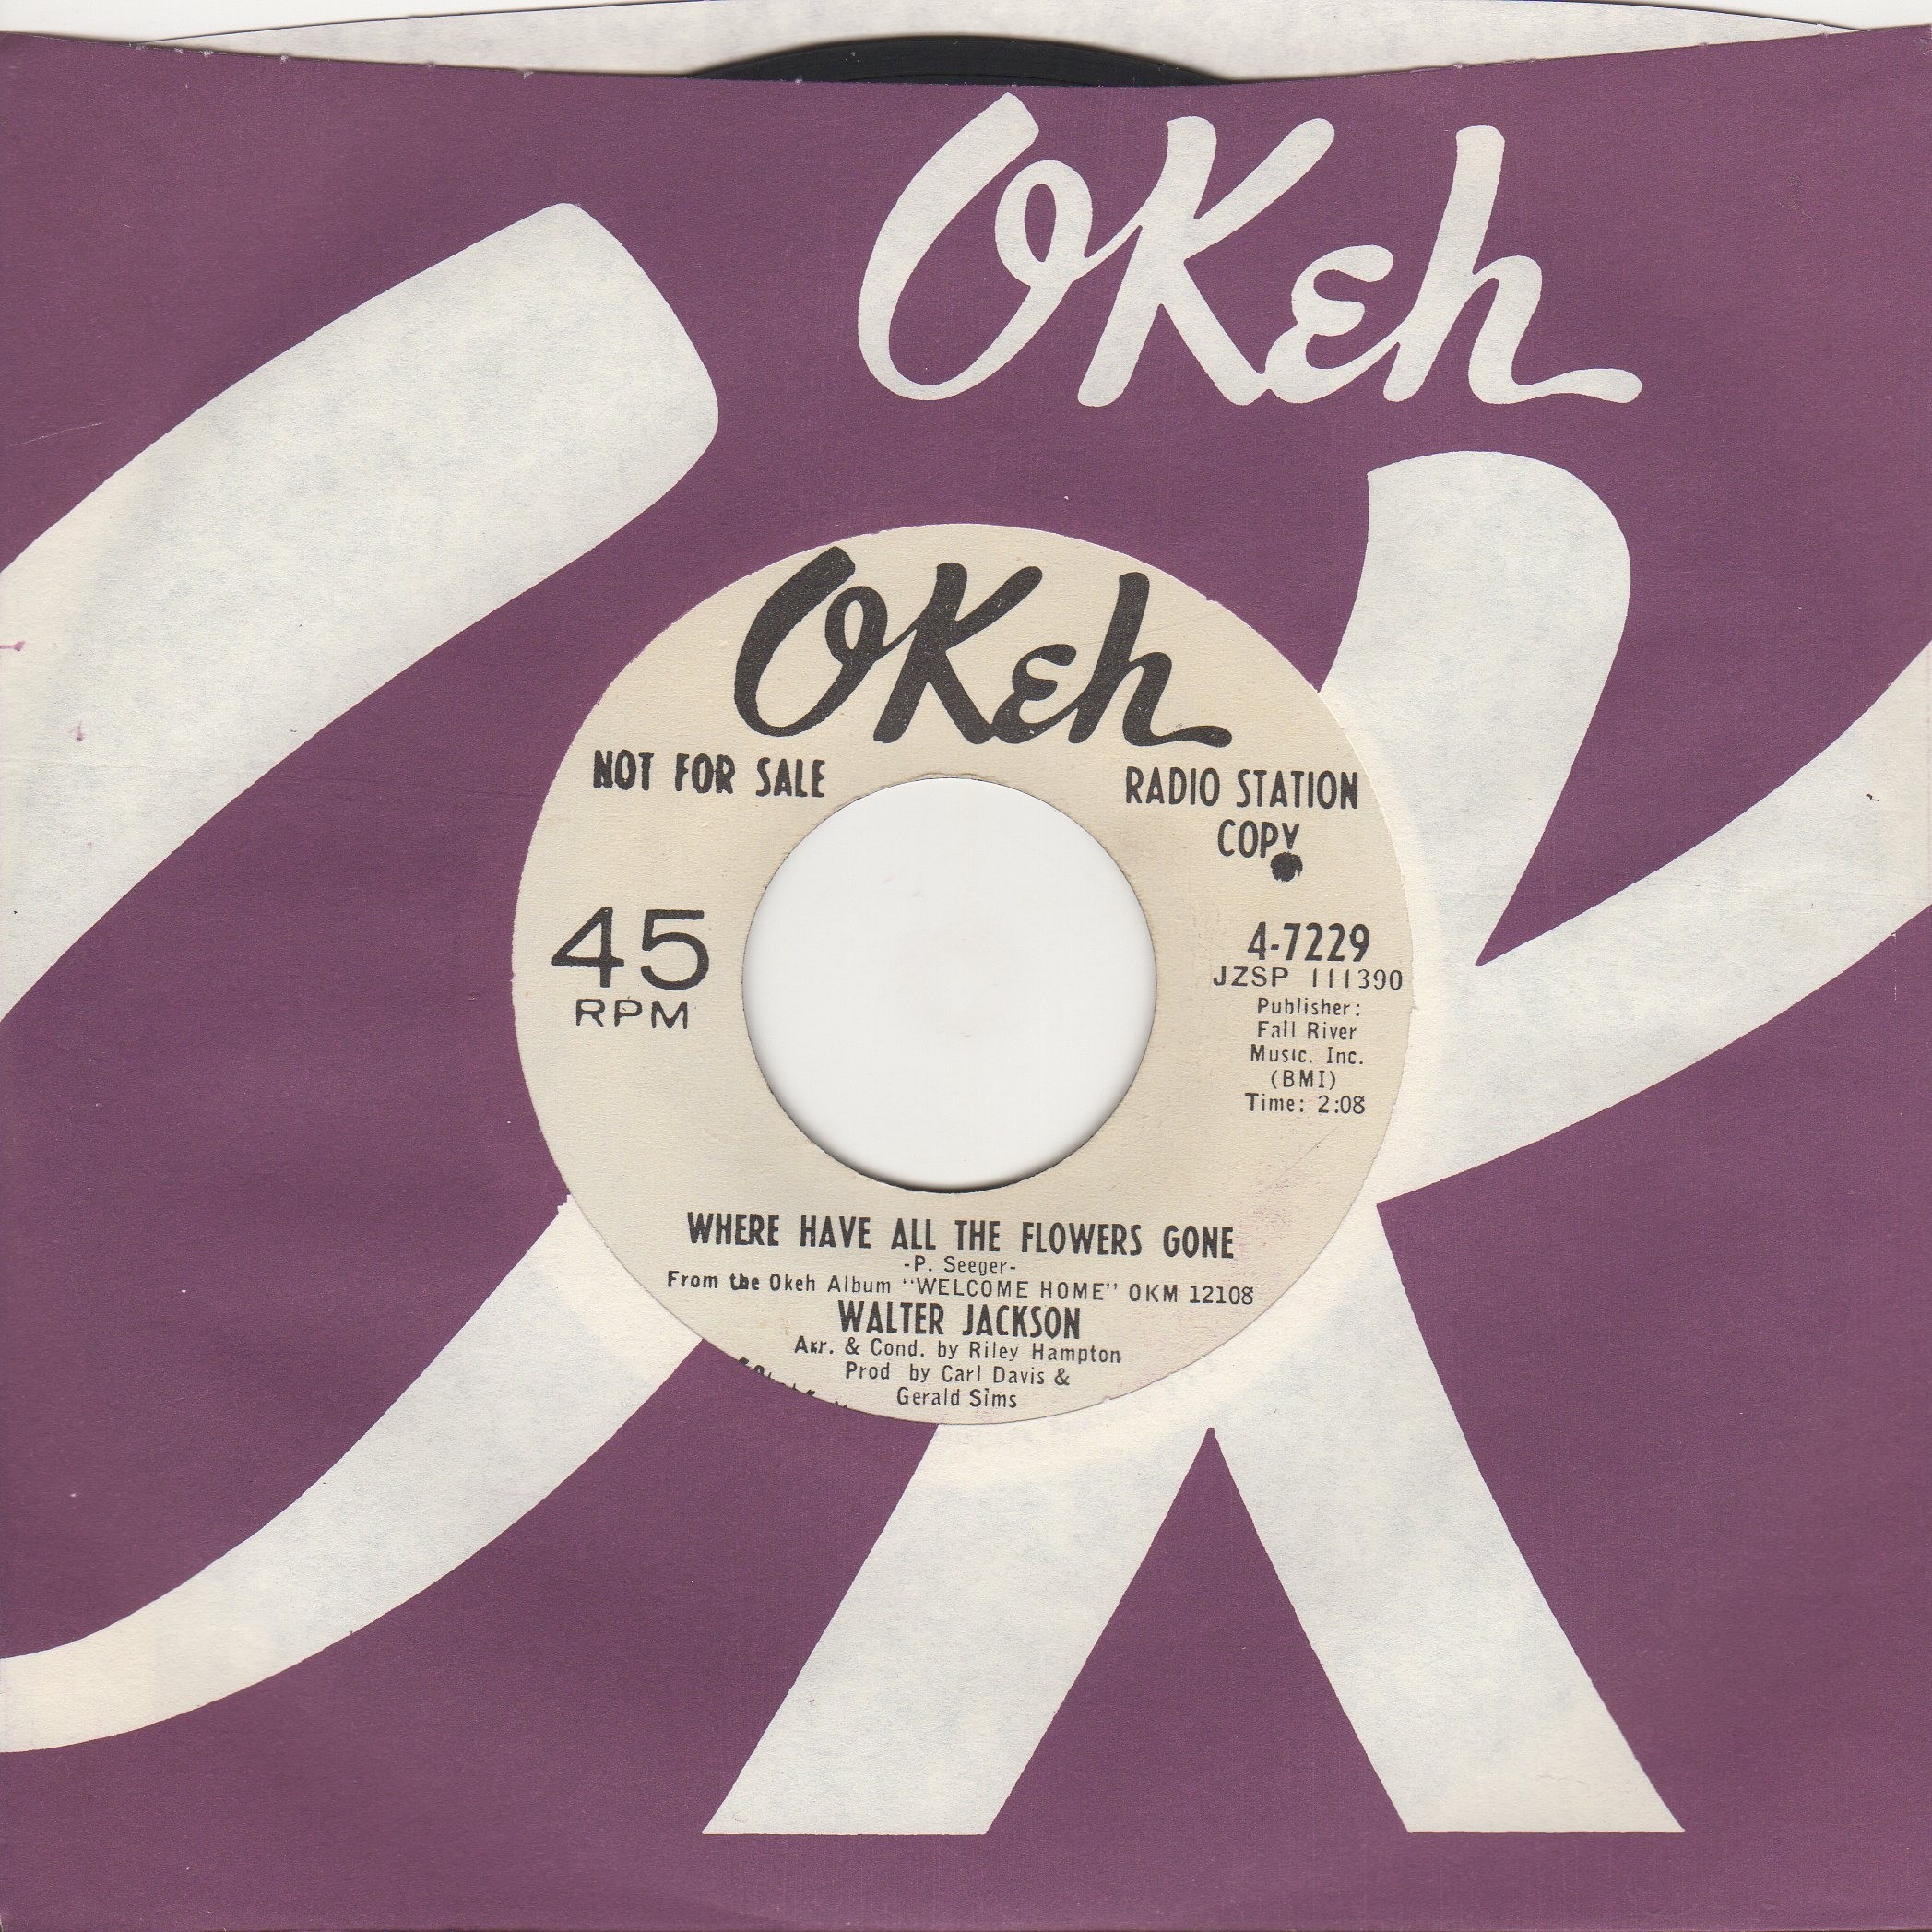 OKeh
OKeh
NOT FOR SALE
RADIO STATION
COPY
45
RPM
4-7229
JZSP 111390
Publisher:
Fall River
Music. Inc.
(BMI)
Time: 2:08
WHERE HAVE ALL THE FLOWERS GONE
-P. Seeger-
From the Okeh Album "WELCOME HOME" OKM 12108
WALTER JACKSON
Arr. & Cond. by Riley Hampton
Prod by Carl Davis &
Gerald Sims